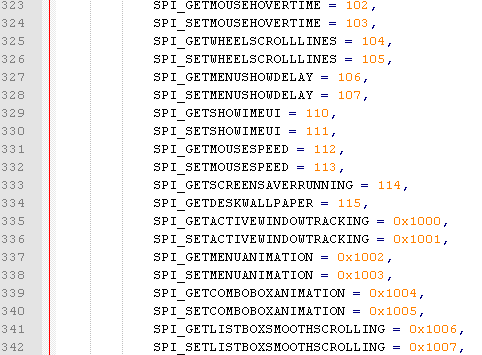 323 SPI_GETMOUSEHOVERTIME = 102,
324 SPI_SETMOUSEHOVERTIME = 103,
325 SPI_GETWHEELSCROLLLINES = 104,
326 SPI_SETWHEELSCROLLLINES = 105,
327 SPI_GETMENUSHOWDELAY = 106,
328 SPI_SETMENUSHOWDELAY = 107,
329 SPI_GETSHOWIMEUI = 110,
330 SPI_SETSHOWIMEUI = 111,
331 SPI_GETMOUSESPEED = 112,
332 SPI_SETMOUSESPEED = 113,
333 SPI_GETSCREENSAVERRUNNING = 114,
334 SPI_GETDESKWALLPAPER = 115,
335 SPI_GETACTIVEWINDOWTRACKING = 0x1000,
336 SPI_SETACTIVEWINDOWTRACKING = 0x1001,
337 SPI_GETMENUANIMATION = 0x1002,
338 SPI_SETMENUANIMATION = 0x1003,
339 SPI_GETCOMBOBOXANIMATION = 0x1004,
340 SPI_SETCOMBOBOXANIMATION = 0x1005,
341 SPI_GETLISTBOXSMOOTHSCROLLING = 0x1006,
342 SPI_SETLISTBOXSMOOTHSCROLLING = 0x1007,